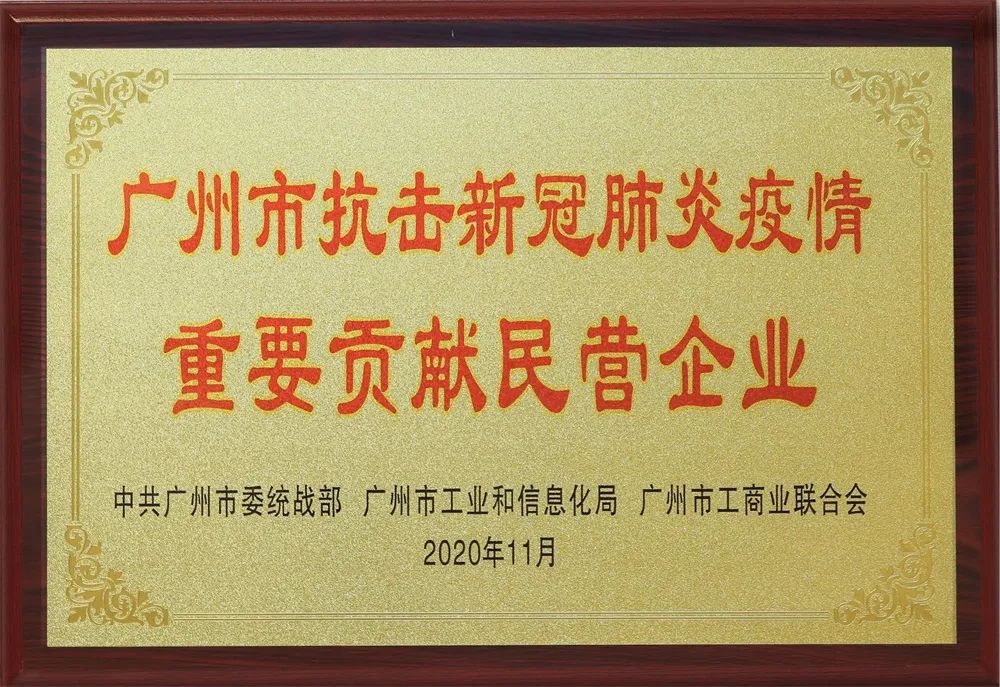 广州市抗击新冠肺炎疫情
重要贡献民营企业
中共广州市委统战部 广州市工业和信息化局 广州市工商业联合会
2020年11月